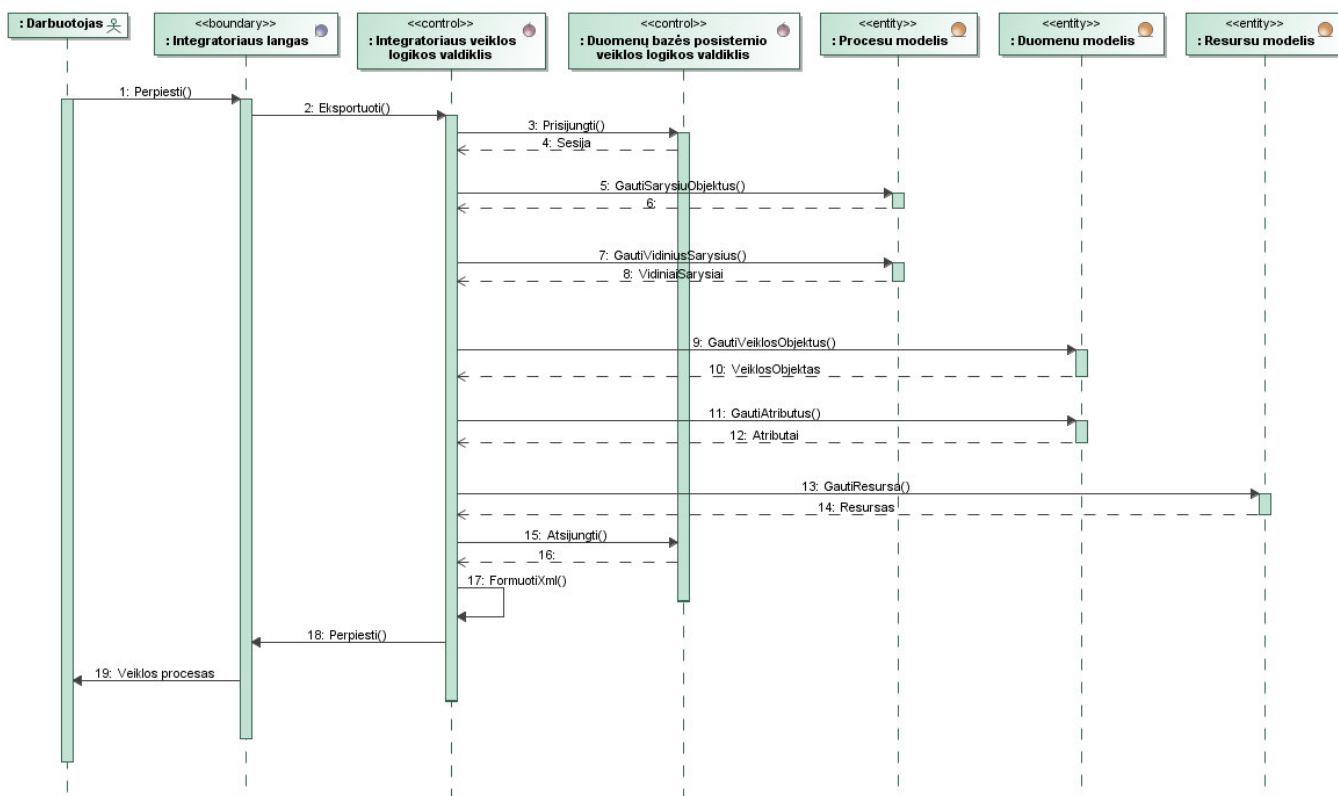 : Darbuotojas
<<boundary>>
: Integratoriaus langas
<<control>>
: Integratoriaus veiklos
logikos valdiklis
<<control>>
: Duomenų bazės posistemio
veiklos logikos valdiklis
<<entity>>
: Procesu modelis
<<entity>>
: Duomenu modelis
<<entity>>
: Resursu modelis
1: Perpiesti()
2: Eksportuoti()
3: Prisijungti()
4: Sesija
5: GautiSarysiuObjektus()
6:
7: GautiVidiniusSarysius()
8: VidiniaiSarysiai
9: GautiVeiklosObjektus()
10: VeiklosObjektas
11: GautiAtributus()
12: Atributai
13: GautiResursa()
14: Resursas
15: Atsijungti()
16:
17: FormuotiXml()
18: Perpiesti()
19: Veiklos procesas